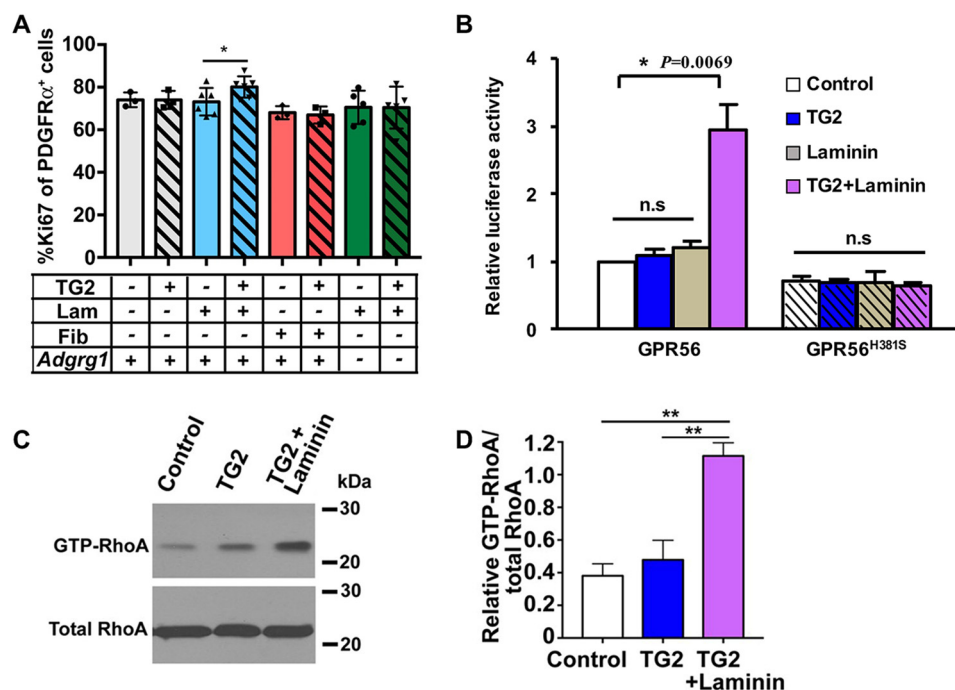 A
%Ki67 of PDGFRα+ cells
100
80
60
40
20
0
*
TG2 - + - + - + - +
Lam - - + + - - + +
Fib - - - - + + - -
Adgrg1 + + + + + + - -
B
Relative luciferase activity
4
3
2
1
0
* P=0.0069
n.s
n.s
Control
TG2
Laminin
TG2+Laminin
GPR56
GPR56H381S
C
Control
TG2
TG2 +
Laminin
kDa
GTP-RhoA
30
20
Total RhoA
30
20
D
Relative GTP-RhoA/
total RhoA
1.2
1.0
0.8
0.6
0.4
0.2
0
**
**
Control
TG2
TG2
+Laminin